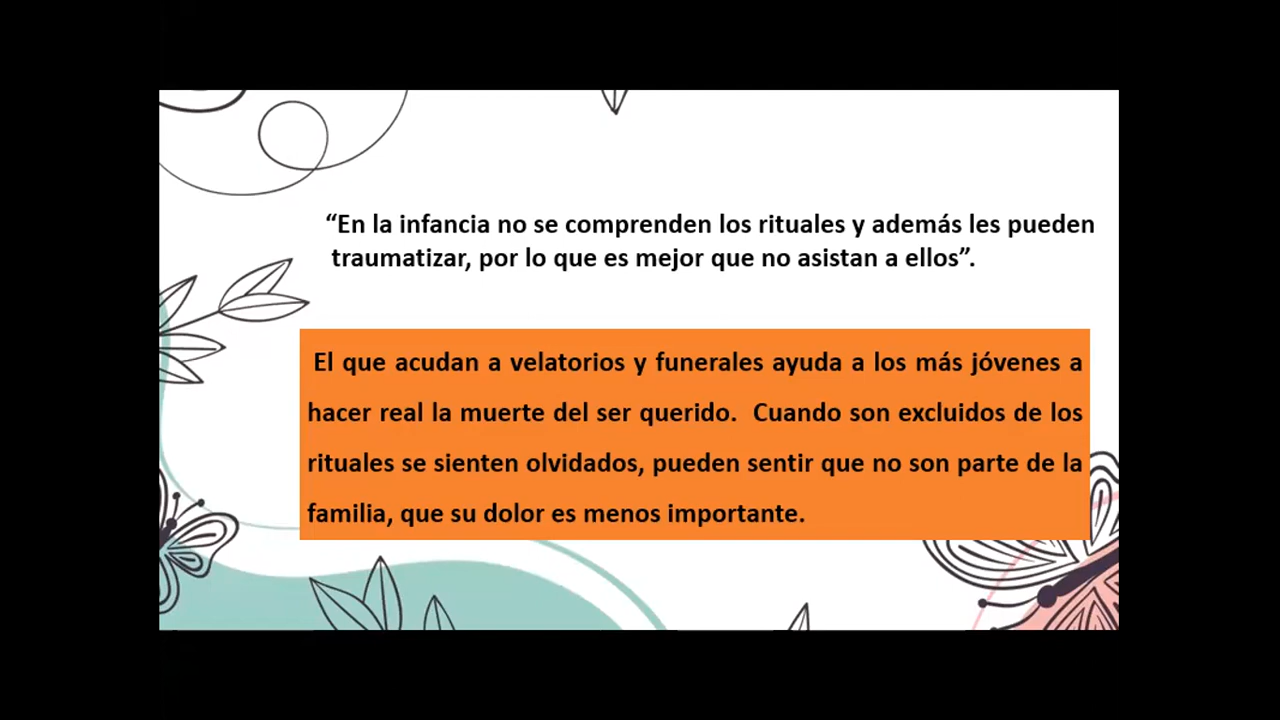 “En la infancia no se comprenden los rituales y además les pueden
traumatizar, por lo que es mejor que no asistan a ellos”.
El que acudan a velatorios y funerales ayuda a los más jóvenes a
hacer real la muerte del ser querido. Cuando son excluidos de los
rituales se sienten olvidados, pueden sentir que no son parte de la
familia, que su dolor es menos importante.